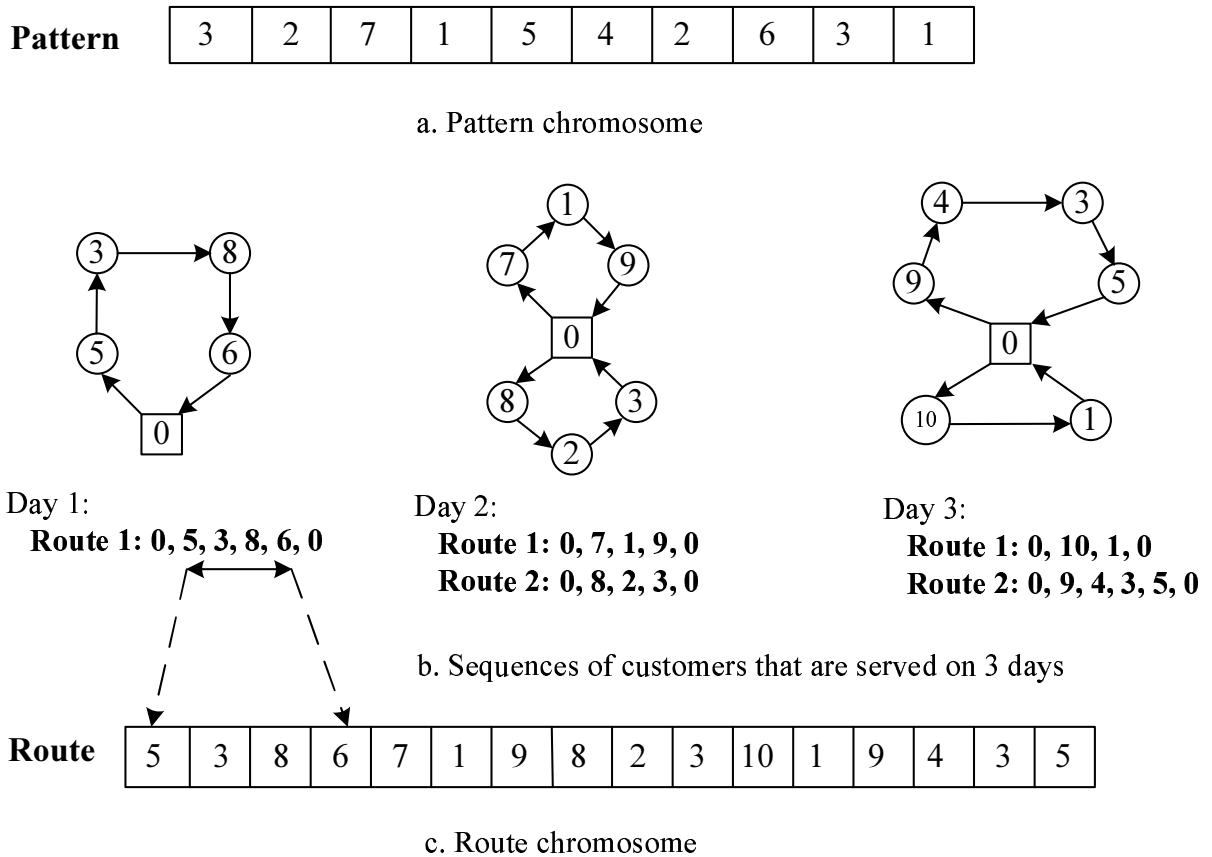 Pattern 3 2 7 1 5 4 2 6 3 1
a. Pattern chromosome
3 8 5 6 0
1 7 9 0 8 3 2
4 3 9 5 0 10 1
Day 1:
Route 1: 0, 5, 3, 8, 6, 0
Day 2:
Route 1: 0, 7, 1, 9, 0
Route 2: 0, 8, 2, 3, 0
Day 3:
Route 1: 0, 10, 1, 0
Route 2: 0, 9, 4, 3, 5, 0
b. Sequences of customers that are served on 3 days
Route 5 3 8 6 7 1 9 8 2 3 10 1 9 4 3 5
c. Route chromosome